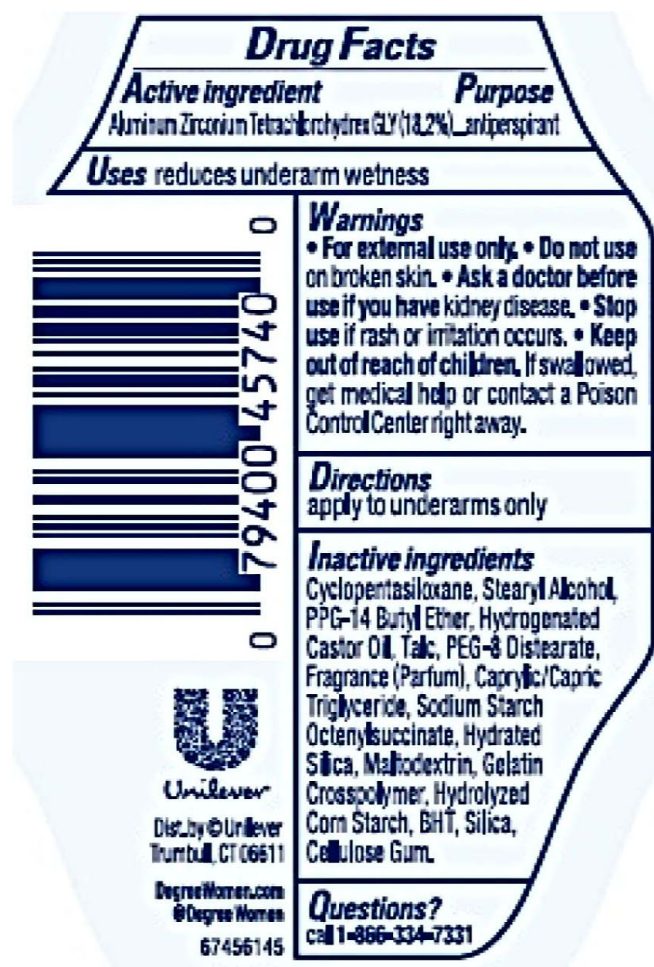 Drug Facts
Active ingredient Purpose
Aluminum Zirconium Tetrachlorohydrex GLY (18.2%)...antiperspirant
Uses reduces underarm wetness
Warnings
• For external use only. • Do not use
on broken skin. • Ask a doctor before
use if you have kidney disease. • Stop
use if rash or irritation occurs. • Keep
out of reach of children. If swallowed,
get medical help or contact a Poison
Control Center right away.
Directions
apply to underarms only
Inactive ingredients
Cyclopentasiloxane, Stearyl Alcohol,
PPG-14 Butyl Ether, Hydrogenated
Castor Oil, Talc, PEG-8 Distearate,
Fragrance (Parfum), Caprylic/Capric
Triglyceride, Sodium Starch
Octenylsuccinate, Hydrated
Silica, Maltodextrin, Gelatin
Crosspolymer, Hydrolyzed
Corn Starch, BHT, Silica,
Cellulose Gum.
Questions?
call 1-866-334-7331
0 79400 45740 0
Unilever
Dist. by © Unilever
Trumbull, CT 06611
DegreeWomen.com
@DegreeWomen
67456145